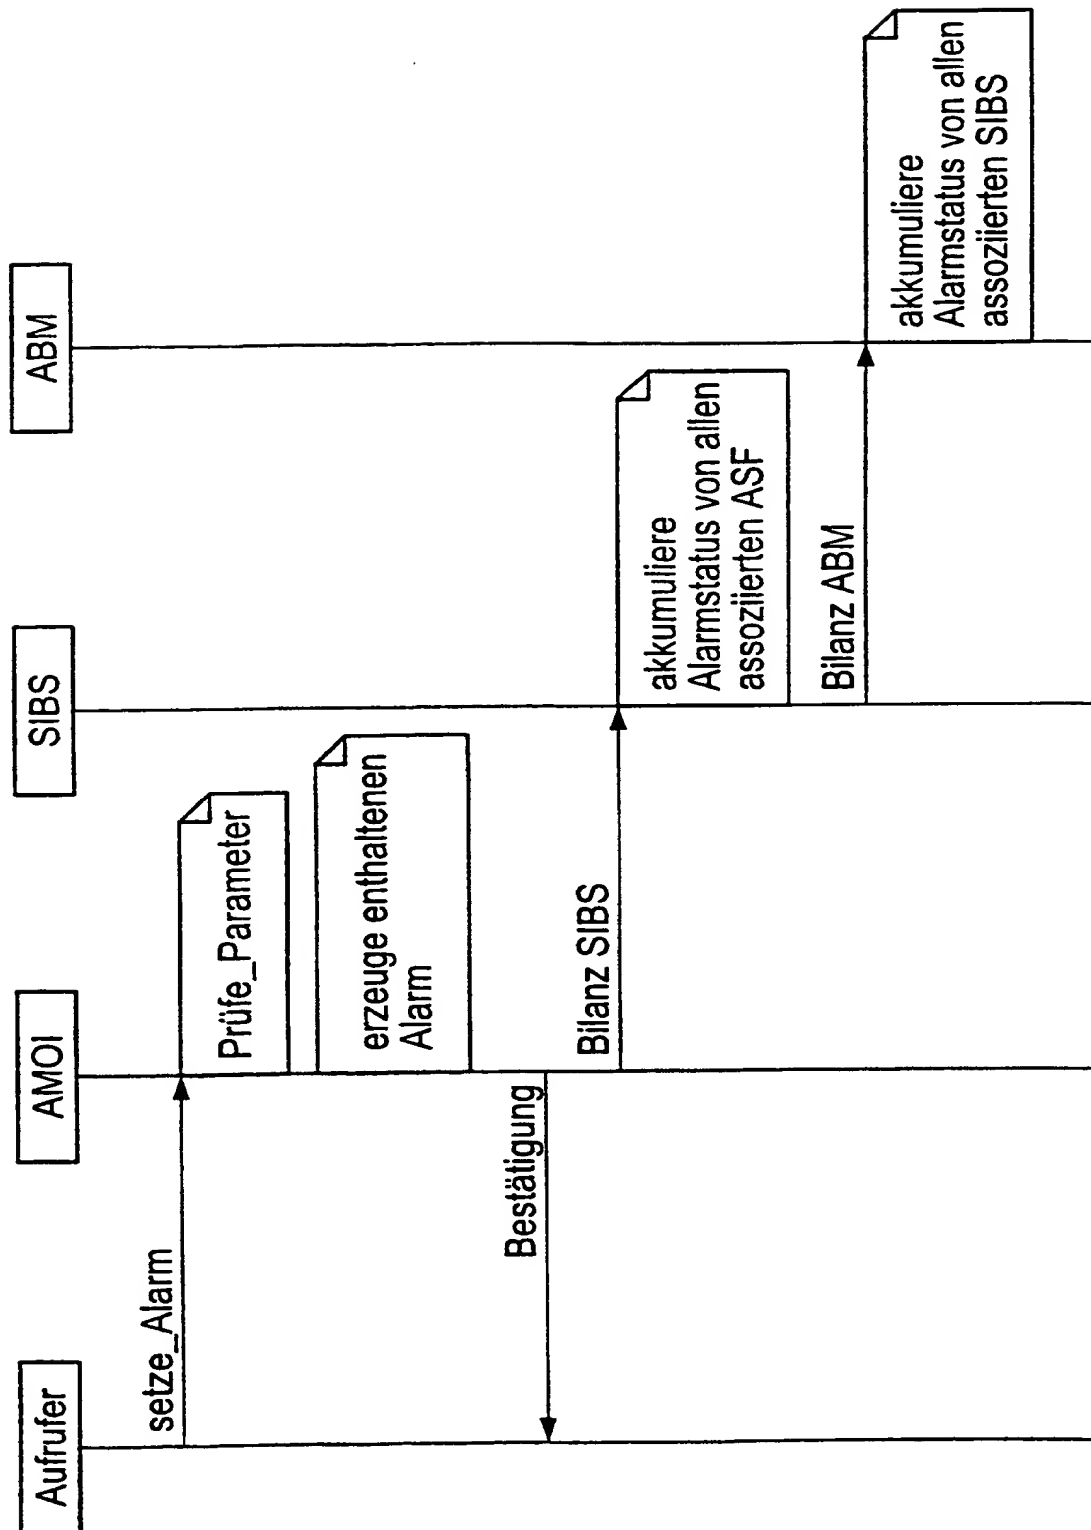 Aufrufer
AMOI
SIBS
ABM
setze_Alarm
Prüfe_Parameter
erzeuge enthaltenen
Alarm
Bestätigung
Bilanz SIBS
akkumuliere
Alarmstatus von allen
assoziierten ASF
Bilanz ABM
akkumuliere
Alarmstatus von allen
assoziierten SIBS